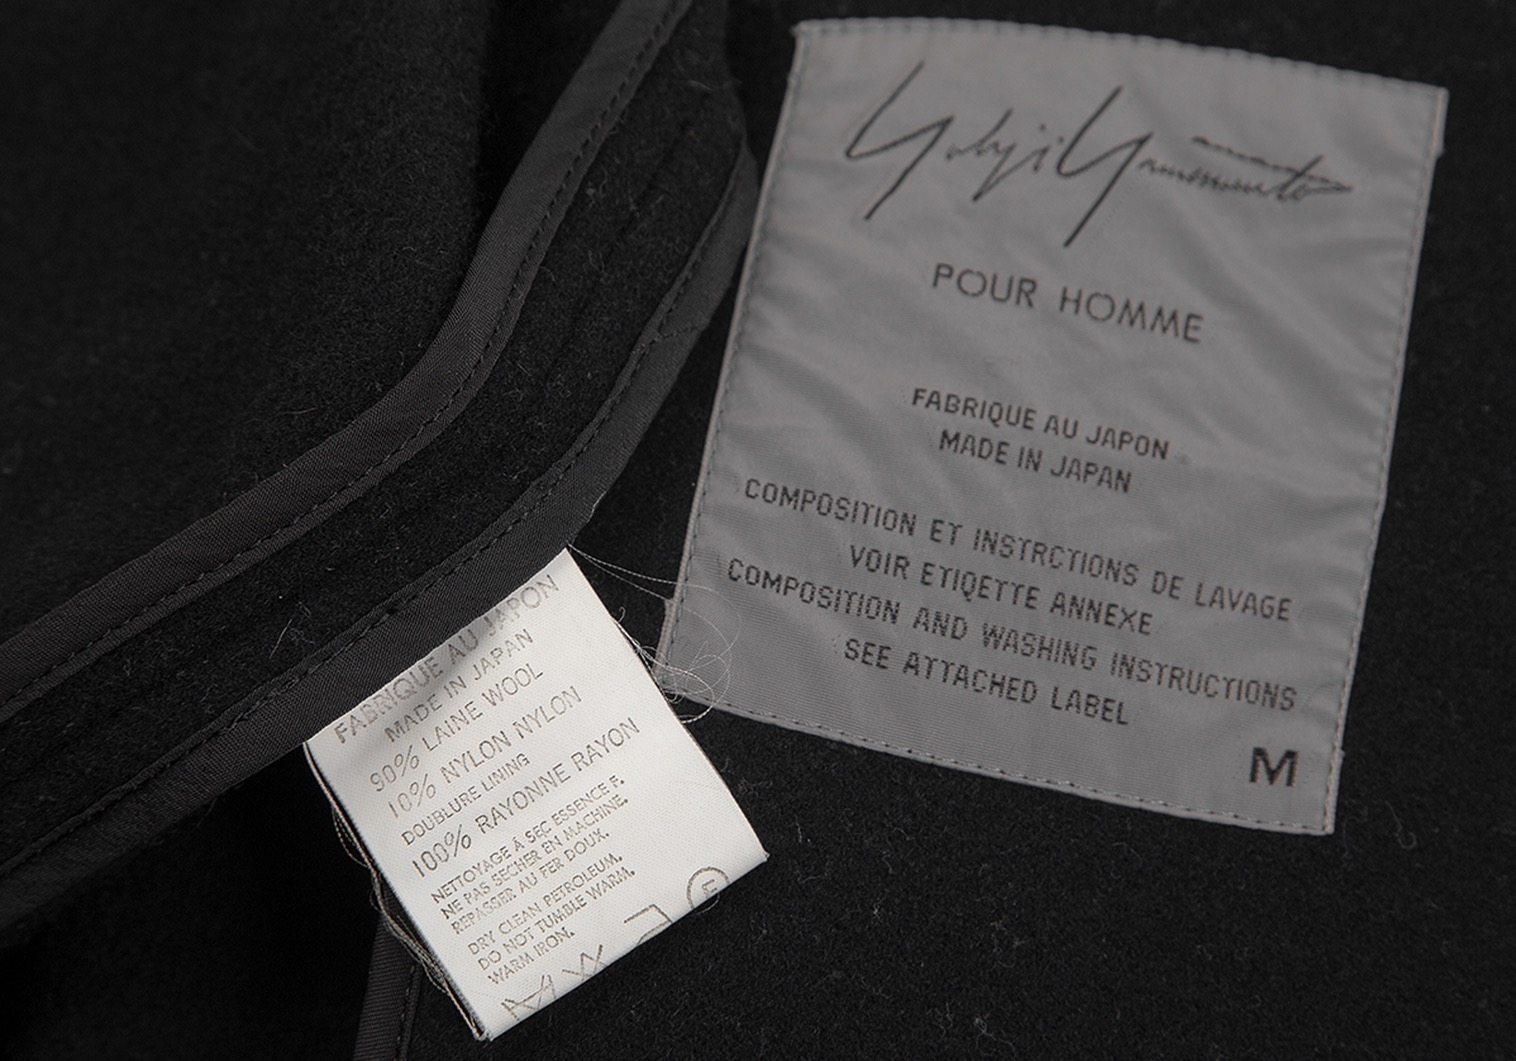 Yohji Yamamoto
POUR HOMME
FABRIQUE AU JAPON
MADE IN JAPAN
COMPOSITION ET INSTRCTIONS DE LAVAGE
VOIR ETIQETTE ANNEXE
COMPOSITION AND WASHING INSTRUCTIONS
SEE ATTACHED LABEL
M
FABRIQUE AU JAPON
MADE IN JAPAN
90% LAINE WOOL
10% NYLON NYLON
DOUBLURE LINING
100% RAYONNE RAYON
NETTOYAGE À SEC ESSENCE F.
NE PAS SECHER EN MACHINE.
REPASSER AU FER DOUX.
DRY CLEAN PETROLEUM.
DO NOT TUMBLE WARM.
WARM IRON.
F